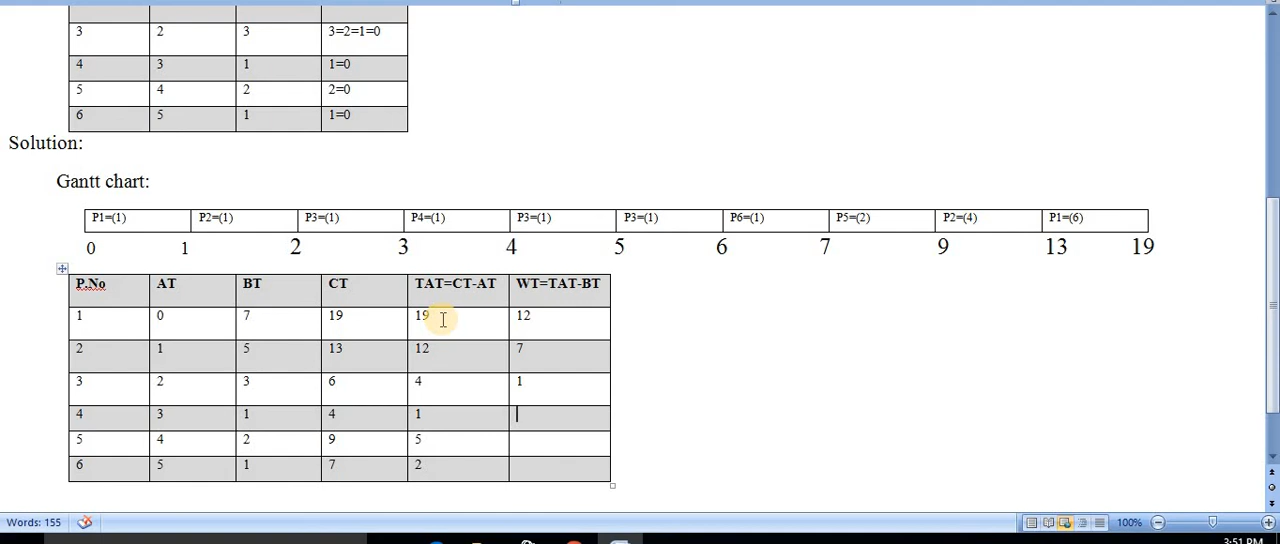 3 2 3 3=2=1=0
4 3 1 1=0
5 4 2 2=0
6 5 1 1=0
Solution:
Gantt chart:
P1=(1) P2=(1) P3=(1) P4=(1) P3=(1) P3=(1) P6=(1) P5=(2) P2=(4) P1=(6)
0 1 2 3 4 5 6 7 9 13 19
P.No AT BT CT TAT=CT-AT WT=TAT-BT
1 0 7 19 19 12
2 1 5 13 12 7
3 2 3 6 4 1
4 3 1 4 1
5 4 2 9 5
6 5 1 7 2
Words: 155 100%
3:51 PM